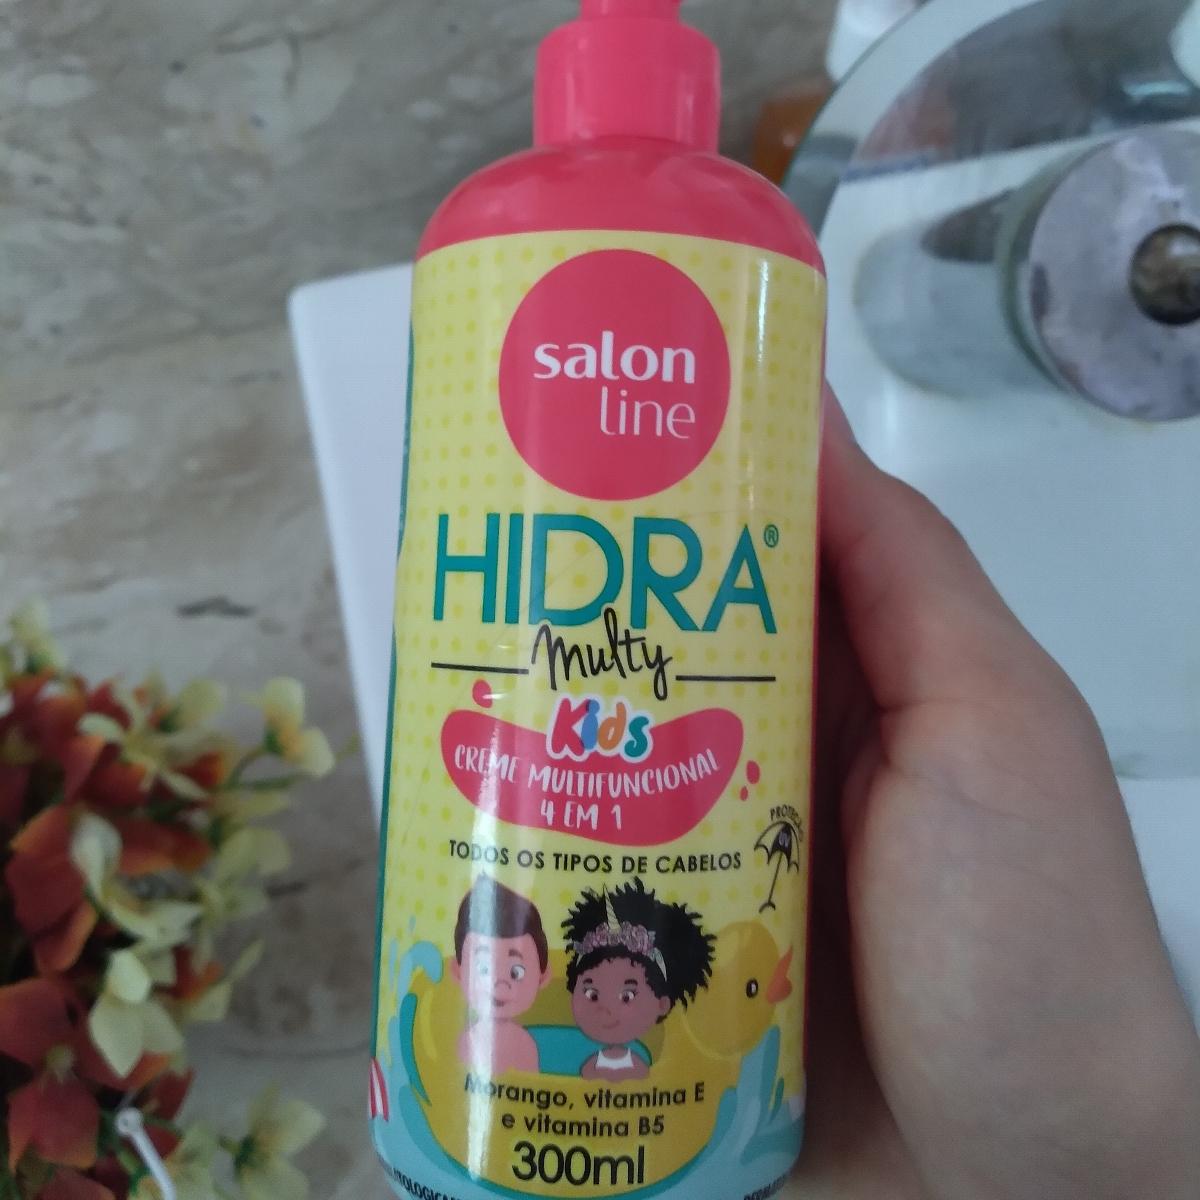 salon
line
HIDRA®
Multy
Kids
CREME MULTIFUNCIONAL
4 EM 1
TODOS OS TIPOS DE CABELOS
UV
Morango, vitamina E
e vitamina B5
300ml